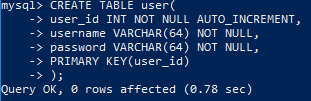 mysql> CREATE TABLE user(
    -> user_id INT NOT NULL AUTO_INCREMENT,
    -> username VARCHAR(64) NOT NULL,
    -> password VARCHAR(64) NOT NULL,
    -> PRIMARY KEY(user_id)
    -> );
Query OK, 0 rows affected (0.78 sec)